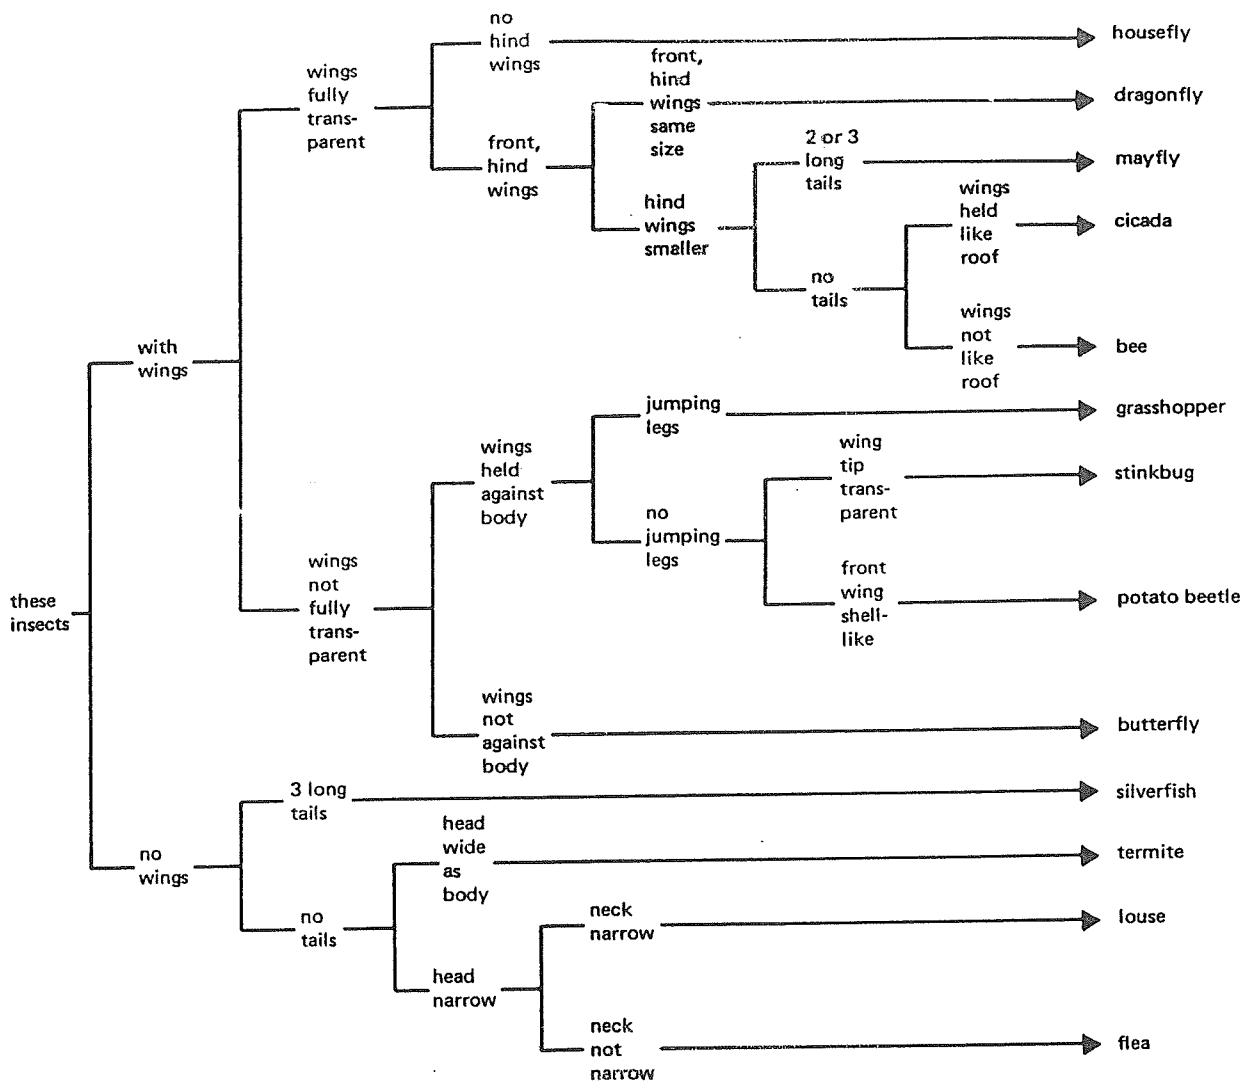 no
hind
wings
housefly
wings
fully
trans-
parent
front,
hind
wings
same
size
dragonfly
front,
hind
wings
2 or 3
long
tails
mayfly
hind
wings
smaller
wings
held
like
roof
cicada
no
tails
wings
not
like
roof
bee
with
wings
jumping
legs
grasshopper
wings
held
against
body
wing
tip
trans-
parent
stinkbug
no
jumping
legs
wings
not
fully
trans-
parent
front
wing
shell-
like
potato beetle
these
insects
wings
not
against
body
butterfly
3 long
tails
silverfish
no
wings
head
wide
as
body
termite
no
tails
neck
narrow
louse
head
narrow
neck
not
narrow
flea